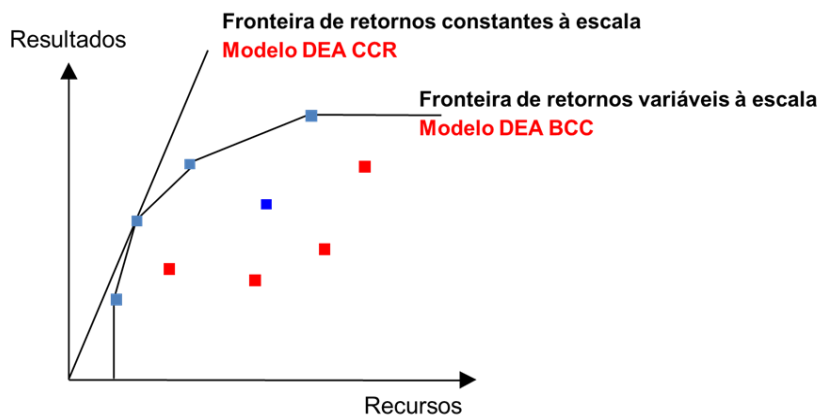 Fronteira de retornos constantes à escala
Resultados
Modelo DEA CCR
Fronteira de retornos variáveis à escala
Modelo DEA BCC
Recursos